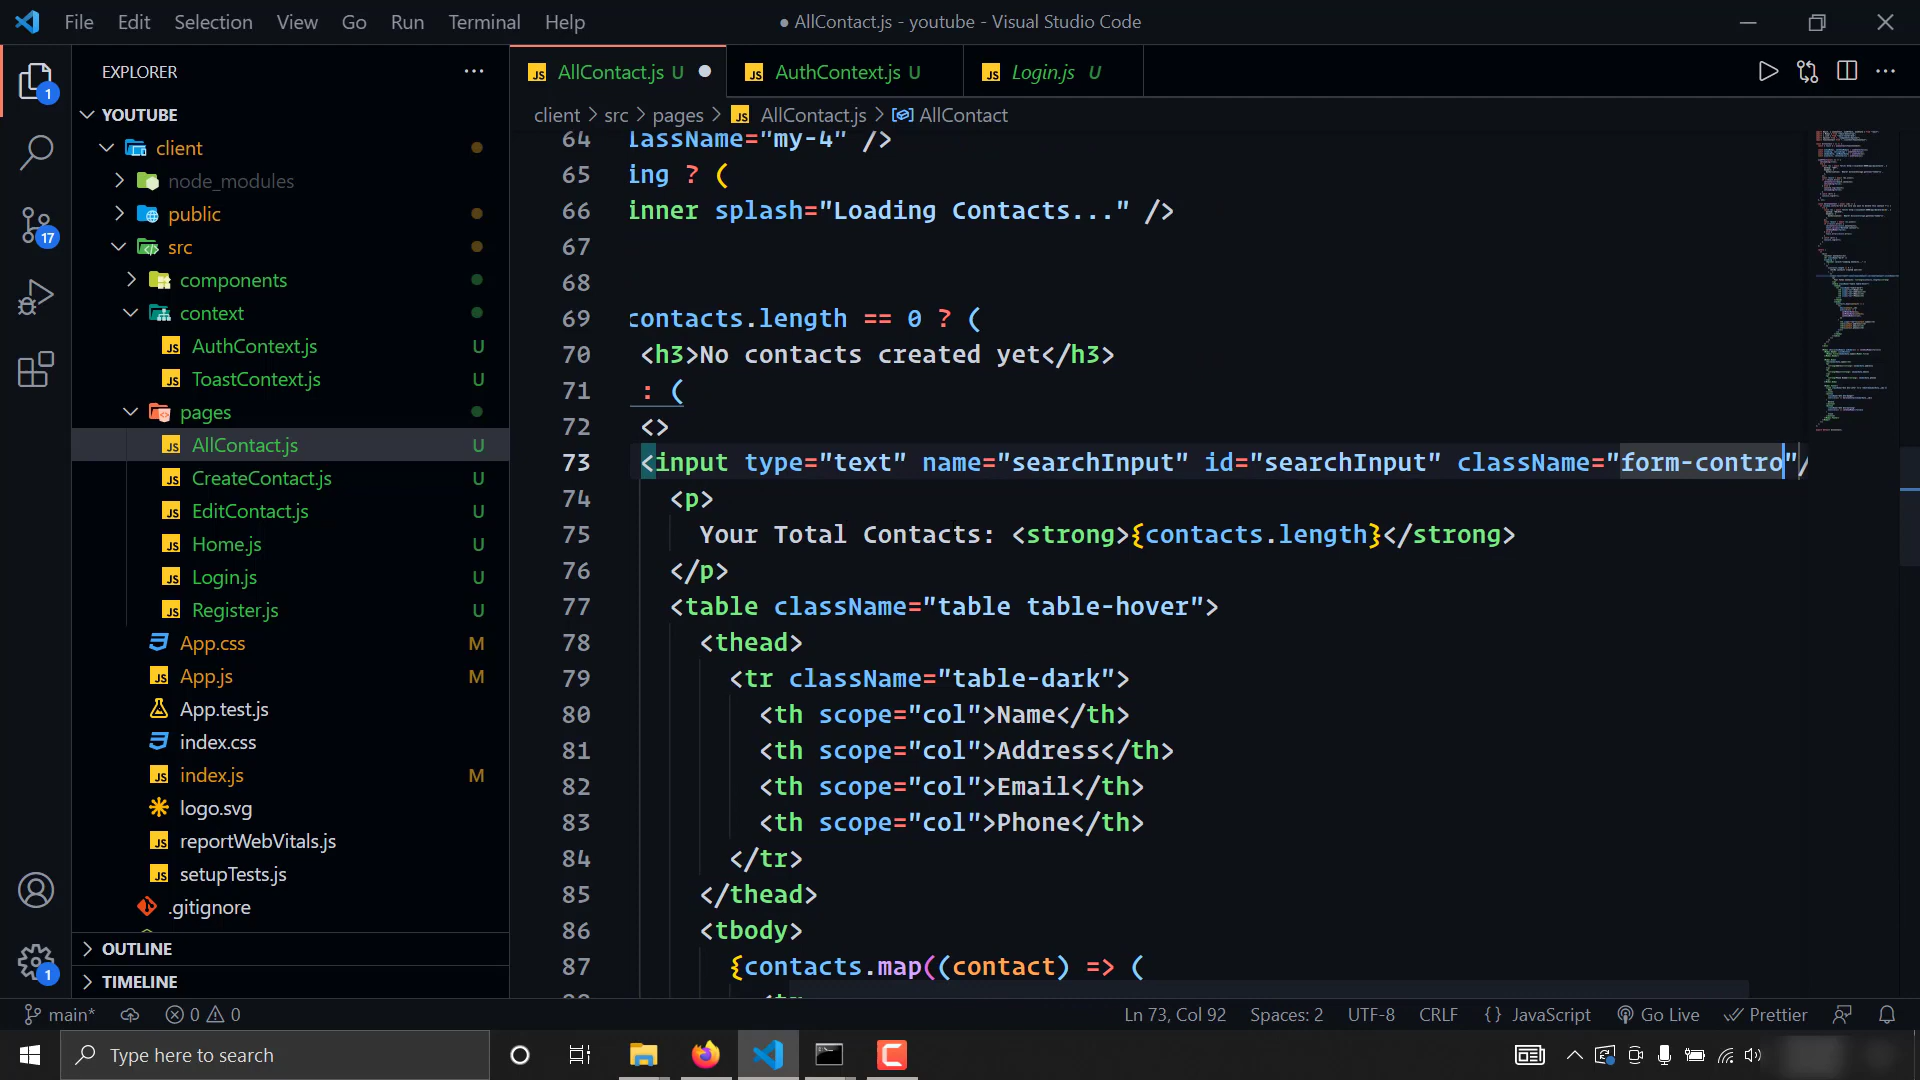 File Edit Selection View Go Run Terminal Help
● AllContact.js - youtube - Visual Studio Code
EXPLORER
AllContact.js U
AuthContext.js U
Login.js U
client > src > pages > AllContact.js > AllContact
YOUTUBE
client
node_modules
public
src
components
context
AuthContext.js U
ToastContext.js U
pages
AllContact.js U
CreateContact.js U
EditContact.js U
Home.js U
Login.js U
Register.js U
App.css M
App.js M
App.test.js
index.css
index.js M
logo.svg
reportWebVitals.js
setupTests.js
.gitignore
OUTLINE
TIMELINE
1
17
1
64 lassName="my-4" />
65 ing ? (
66 inner splash="Loading Contacts..." />
67
68
69 contacts.length == 0 ? (
70 <h3>No contacts created yet</h3>
71 : (
72 <>
73 <input type="text" name="searchInput" id="searchInput" className="form-contro"/
74 <p>
75 Your Total Contacts: <strong>{contacts.length}</strong>
76 </p>
77 <table className="table table-hover">
78 <thead>
79 <tr className="table-dark">
80 <th scope="col">Name</th>
81 <th scope="col">Address</th>
82 <th scope="col">Email</th>
83 <th scope="col">Phone</th>
84 </tr>
85 </thead>
86 <tbody>
87 {contacts.map((contact) => (
88 <tr
main* 0 0
Ln 73, Col 92 Spaces: 2 UTF-8 CRLF {} JavaScript Go Live Prettier
Type here to search